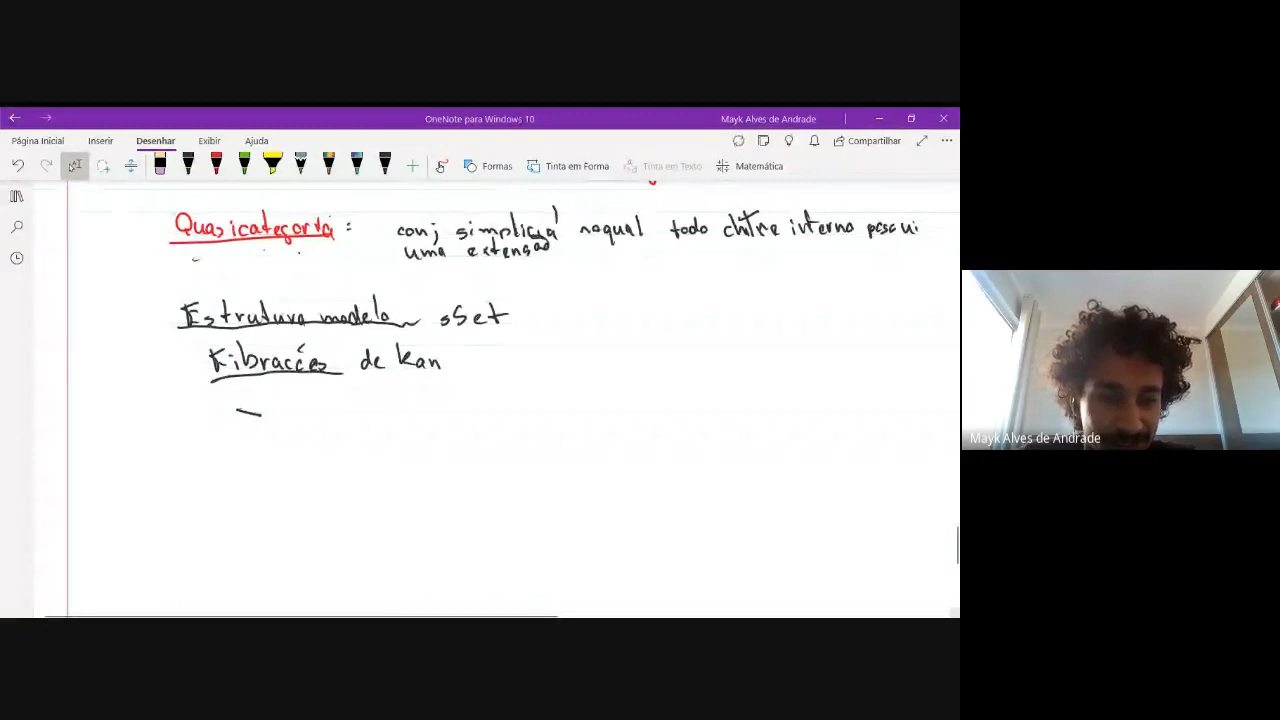 OneNote para Windows 10
Mayk Alves de Andrade
Página Inicial Inserir Desenhar Exibir Ajuda
Compartilhar
Formas Tinta em Forma Tinta em Texto Matemática
Quasicategoria : conj simplicial no qual todo chifre interno possui
uma extensão
Estrutura modelo sSet
Fibrações de Kan
Mayk Alves de Andrade